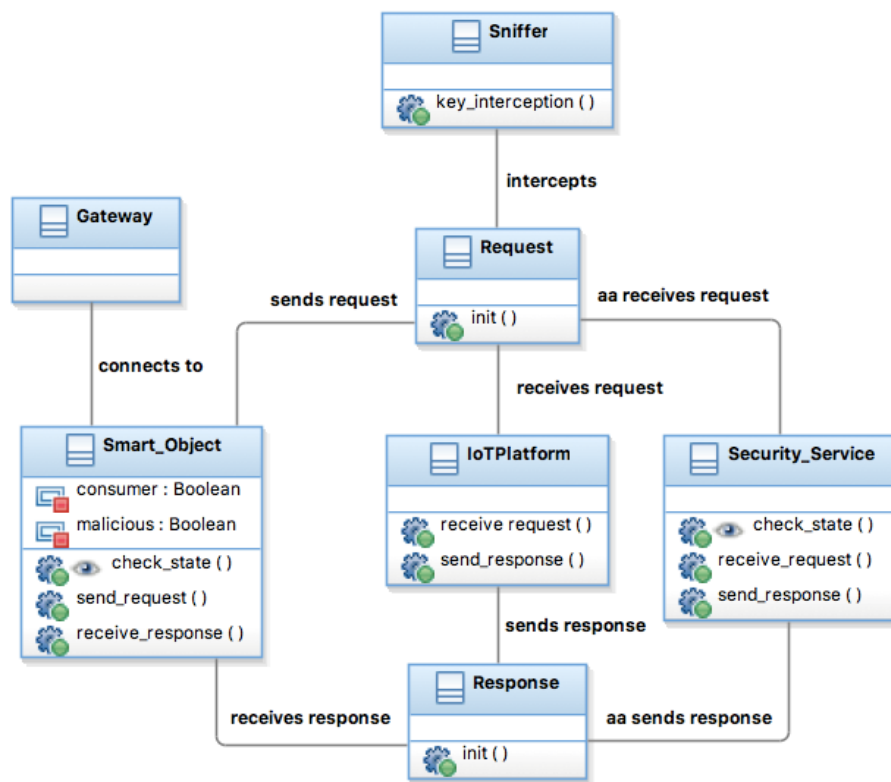 Sniffer
key_interception ( )
intercepts
Gateway
Request
init ( )
sends request
aa receives request
connects to
receives request
Smart_Object
consumer : Boolean
malicious : Boolean
check_state ( )
send_request ( )
receive_response ( )
IoTPlatform
receive request ( )
send_response ( )
Security_Service
check_state ( )
receive_request ( )
send_response ( )
sends response
receives response
aa sends response
Response
init ( )